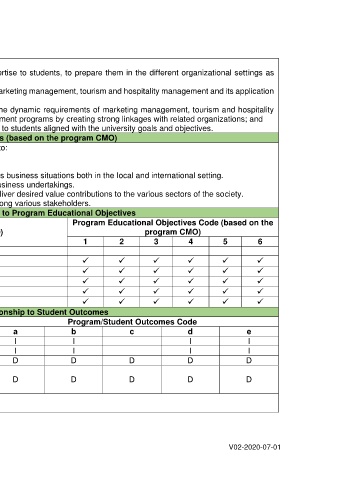 rtise to students, to prepare them in the different organizational settings as
arketing management, tourism and hospitality management and its application
he dynamic requirements of marketing management, tourism and hospitality
ment programs by creating strong linkages with related organizations; and
to students aligned with the university goals and objectives.
s (based on the program CMO)
to:
s business situations both in the local and international setting.
usiness undertakings.
liver desired value contributions to the various sectors of the society.
ong various stakeholders.
to Program Educational Objectives
) Program Educational Objectives Code (based on the
program CMO)
1 2 3 4 5 6
✓ ✓ ✓ ✓ ✓ ✓
✓ ✓ ✓ ✓ ✓ ✓
✓ ✓ ✓ ✓ ✓ ✓
✓ ✓ ✓ ✓ ✓ ✓
✓ ✓ ✓ ✓ ✓ ✓
onship to Student Outcomes
Program/Student Outcomes Code
a b c d e
I I I I
I I I I
D D D D D
D D D D D
V02-2020-07-01